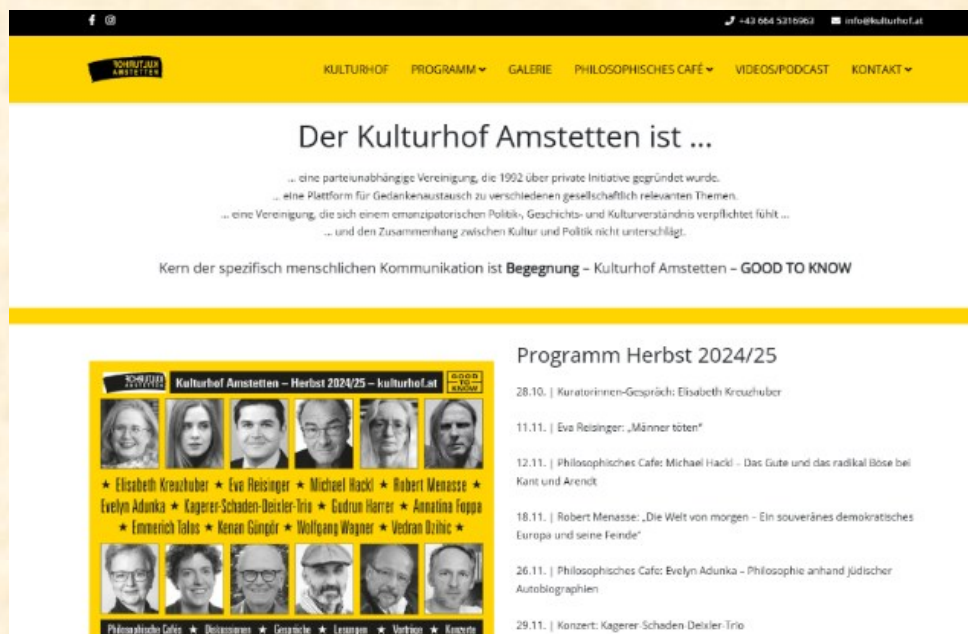 +43 664 5316963 info@kulturhof.at
KULTURHOF
AMSTETTEN
KULTURHOF PROGRAMM GALERIE PHILOSOPHISCHES CAFÉ VIDEOS/PODCAST KONTAKT
Der Kulturhof Amstetten ist ...
... eine parteiunabhängige Vereinigung, die 1992 über private Initiative gegründet wurde.
... eine Plattform für Gedankenaustausch zu verschiedenen gesellschaftlich relevanten Themen.
... eine Vereinigung, die sich einem emanzipatorischen Politik-, Geschichts- und Kulturverständnis verpflichtet fühlt ...
... und den Zusammenhang zwischen Kultur und Politik nicht unterschlägt.
Kern der spezifisch menschlichen Kommunikation ist Begegnung – Kulturhof Amstetten – GOOD TO KNOW
KULTURHOF
AMSTETTEN
Kulturhof Amstetten – Herbst 2024/25 – kulturhof.at
GOOD
TO
KNOW
★ Elisabeth Kreuzhuber ★ Eva Reisinger ★ Michael Hackl ★ Robert Menasse ★
Evelyn Adunka ★ Kagerer-Schaden-Deixler-Trio ★ Gudrun Harrer ★ Annatina Foppa
★ Emmerich Talos ★ Kenan Güngör ★ Wolfgang Wagner ★ Vedran Dzihic ★
Philosophische Cafés ★ Diskussionen ★ Gespräche ★ Lesungen ★ Vorträge ★ Konzerte
Programm Herbst 2024/25
28.10. | Kuratorinnen-Gespräch: Elisabeth Kreuzhuber
11.11. | Eva Reisinger: „Männer töten“
12.11. | Philosophisches Cafe: Michael Hackl – Das Gute und das radikal Böse bei
Kant und Arendt
18.11. | Robert Menasse: „Die Welt von morgen – Ein souveränes demokratisches
Europa und seine Feinde“
26.11. | Philosophisches Cafe: Evelyn Adunka – Philosophie anhand jüdischer
Autobiographien
29.11. | Konzert: Kagerer-Schaden-Deixler-Trio